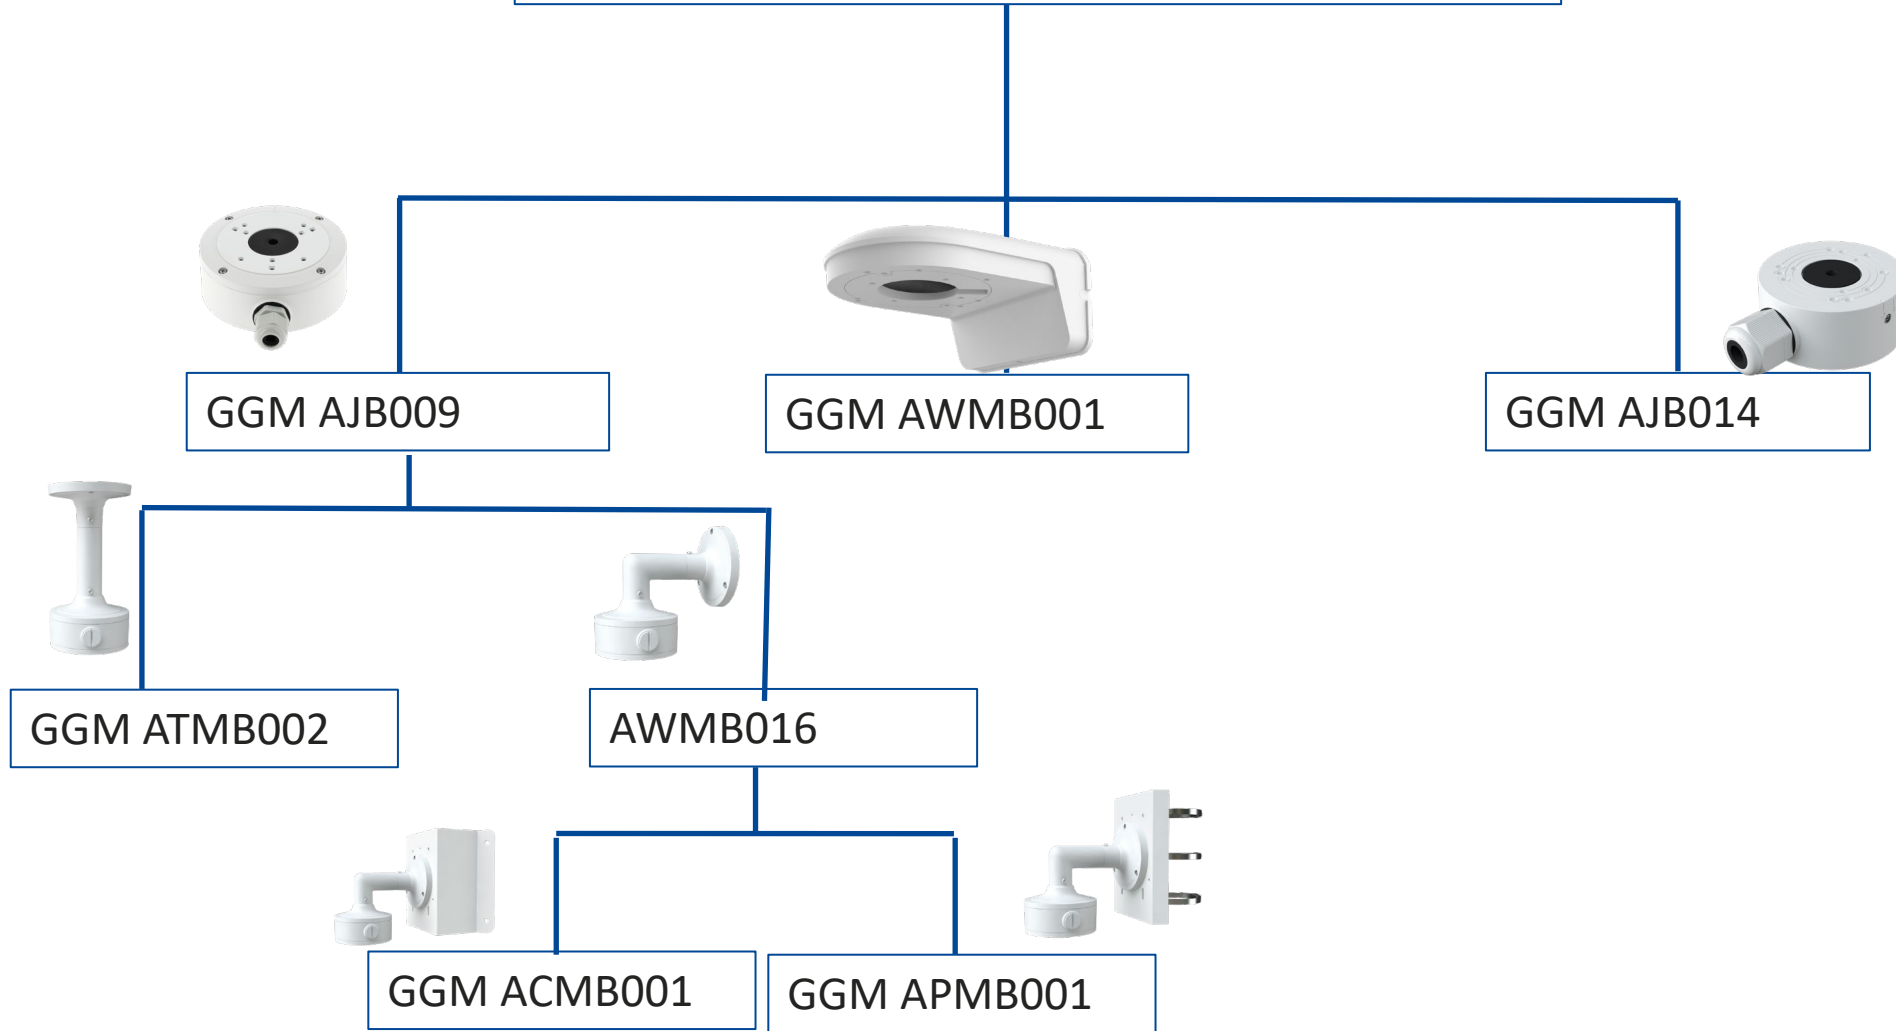 GGM AJB009
GGM AWMB001
GGM AJB014
GGM ATMB002
AWMB016
GGM ACMB001
GGM APMB001